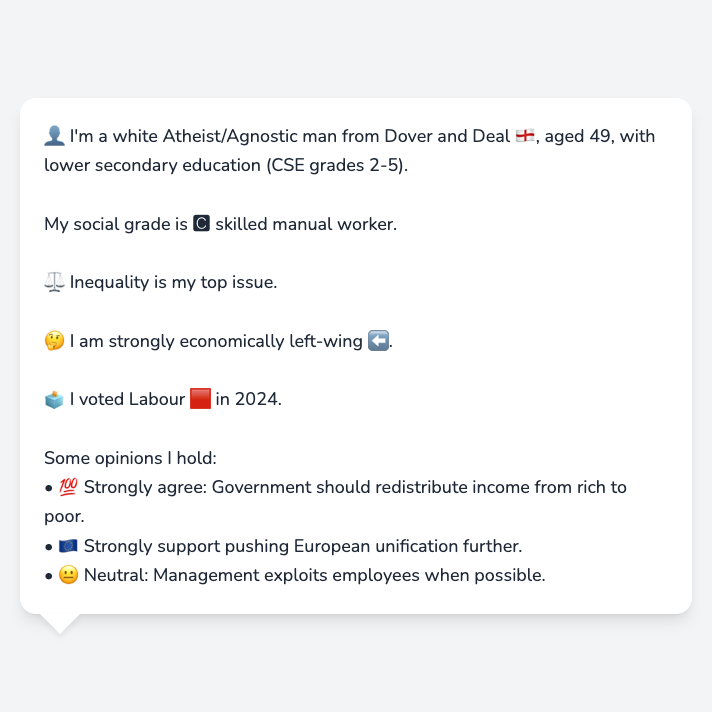 👤 I'm a white Atheist/Agnostic man from Dover and Deal 🏴󠁧󠁢󠁥󠁮󠁧󠁿, aged 49, with
lower secondary education (CSE grades 2-5).
My social grade is 🅲 skilled manual worker.
⚖️ Inequality is my top issue.
🤔 I am strongly economically left-wing ⬅️.
🗳️ I voted Labour 🟥 in 2024.
Some opinions I hold:
• 💯 Strongly agree: Government should redistribute income from rich to
poor.
• 🇪🇺 Strongly support pushing European unification further.
• 😐 Neutral: Management exploits employees when possible.